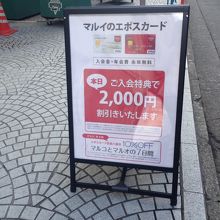 マルイのエポスカード
入会金・年会費 永年無料
本日
ご入会特典で
2,000円
割引きいたします
10%OFF
マルコとマルオの7日間